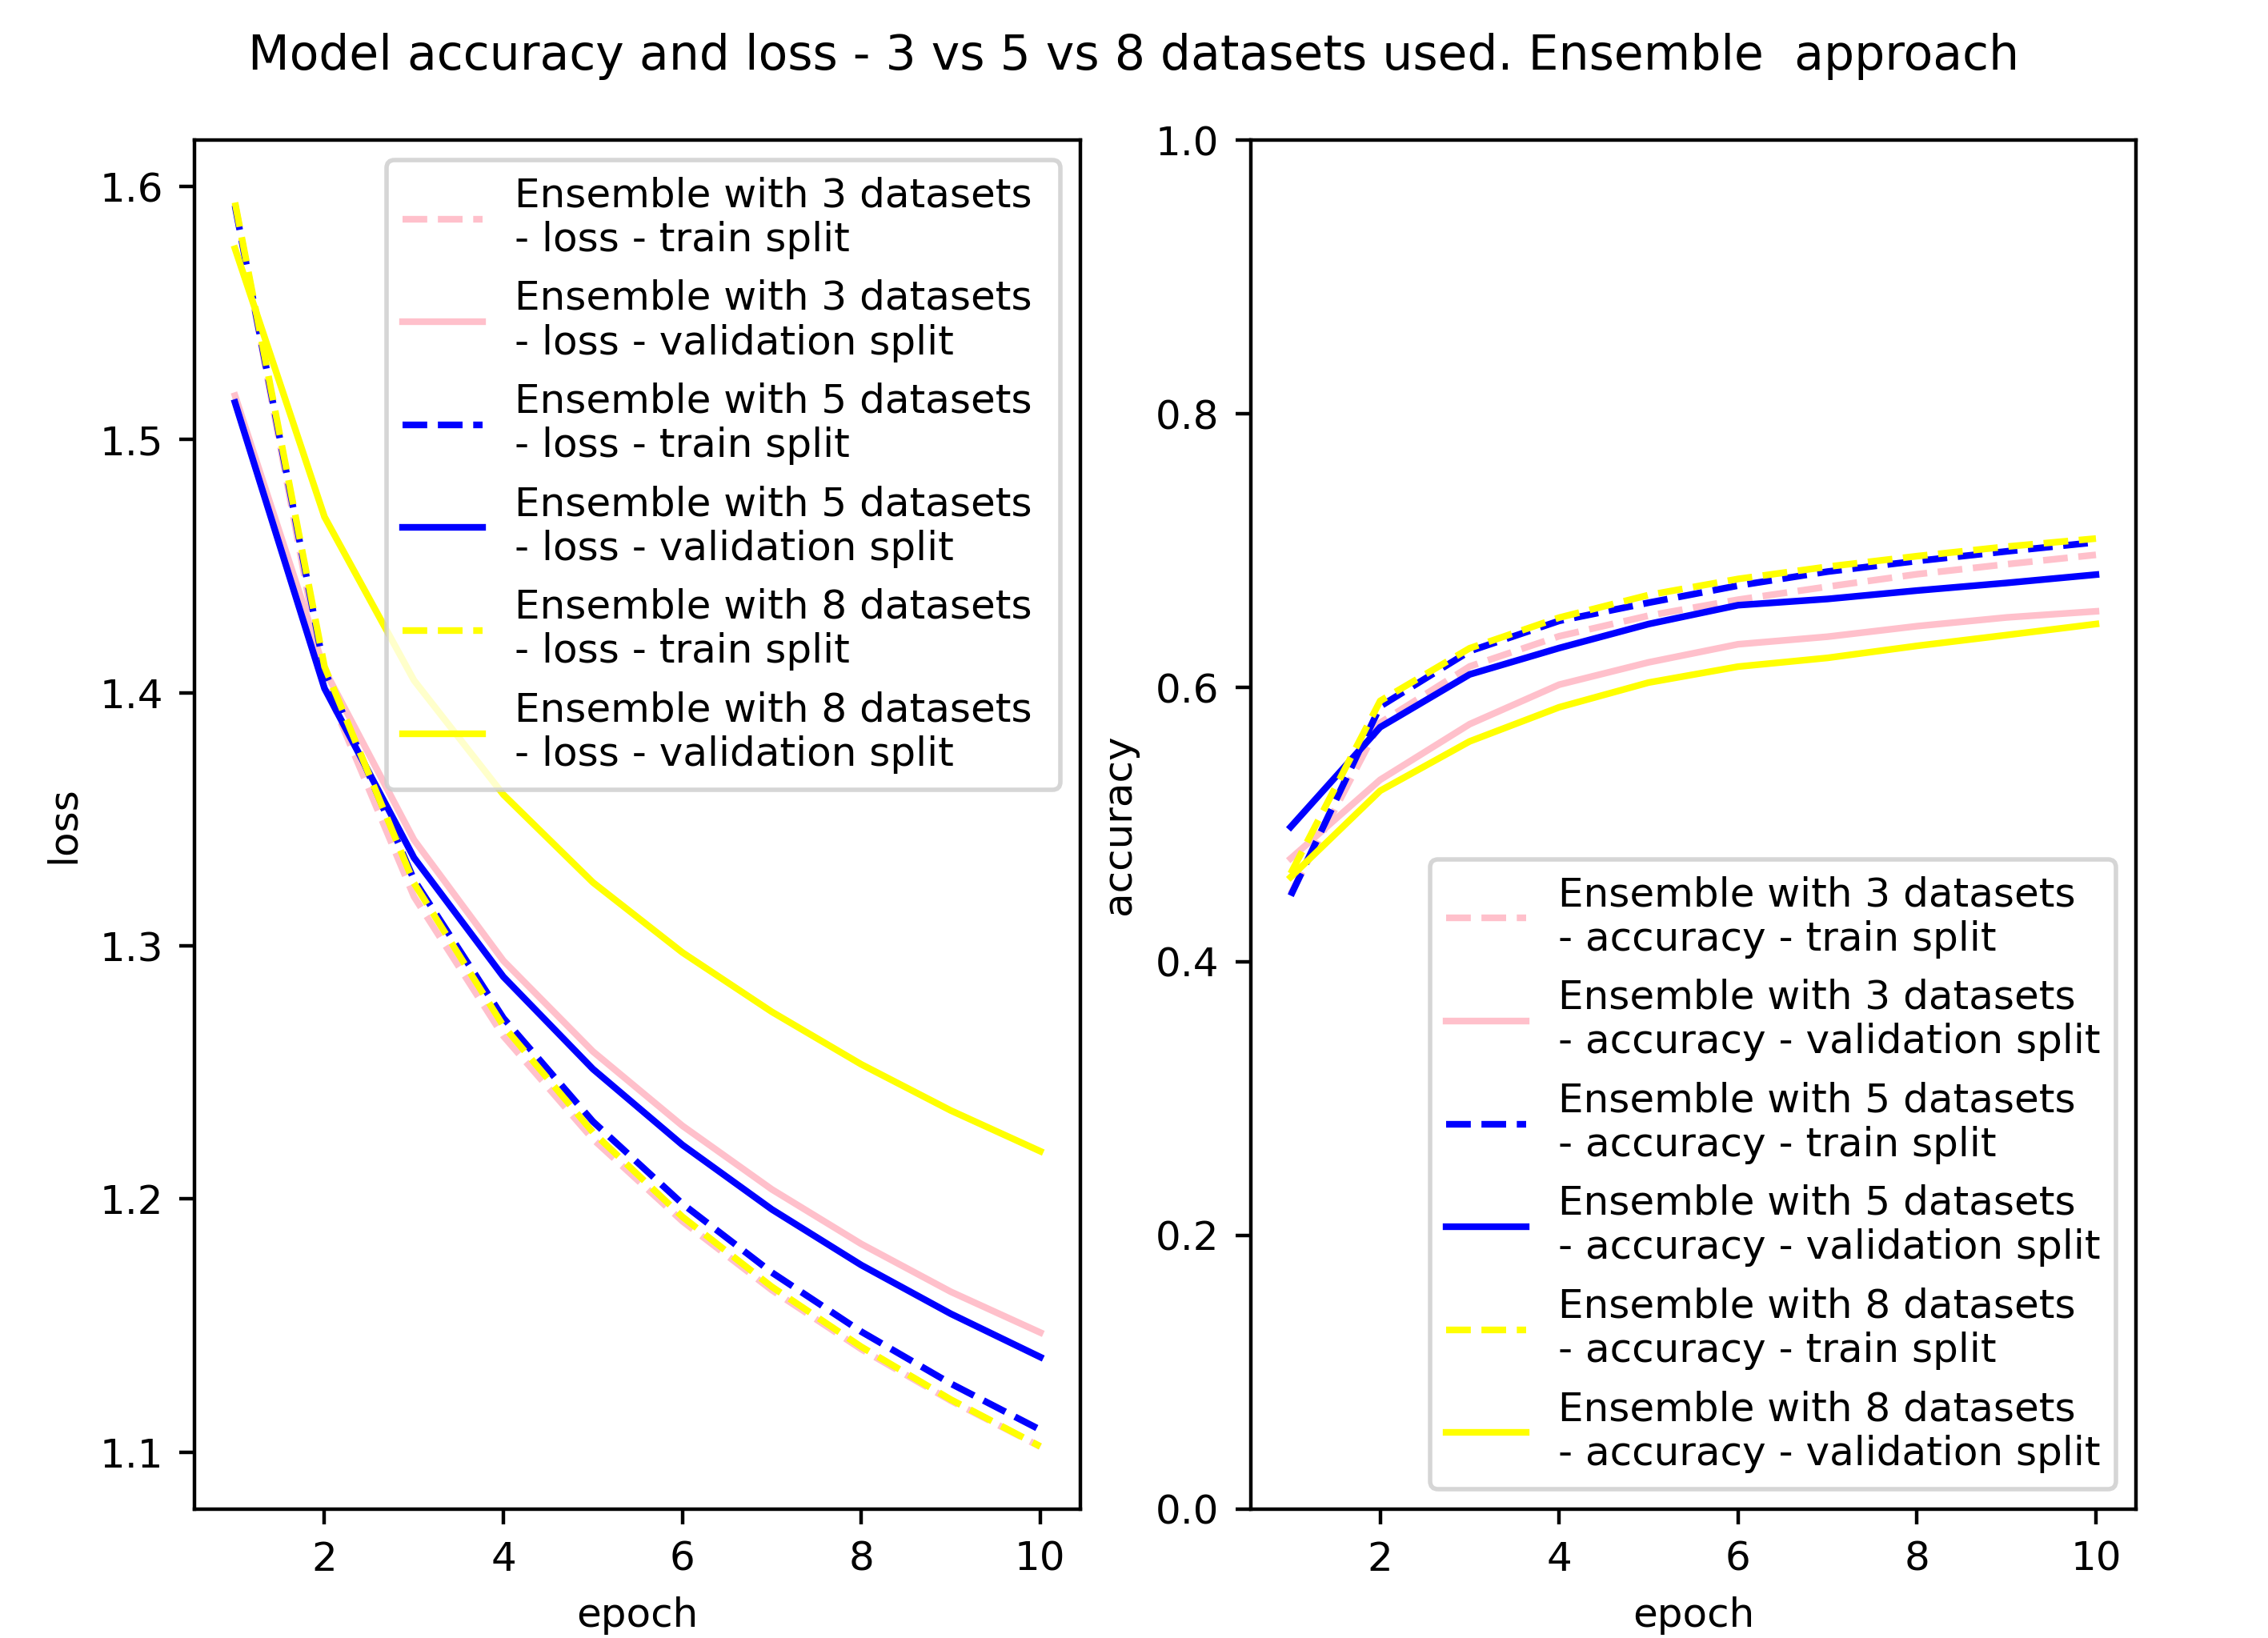 Model accuracy and loss - 3 vs 5 vs 8 datasets used. Ensemble  approach
loss
1.6
1.5
1.4
1.3
1.2
1.1
Ensemble with 3 datasets
- loss - train split
Ensemble with 3 datasets
- loss - validation split
Ensemble with 5 datasets
- loss - train split
Ensemble with 5 datasets
- loss - validation split
Ensemble with 8 datasets
- loss - train split
Ensemble with 8 datasets
- loss - validation split
2 4 6 8 10
epoch
accuracy
1.0
0.8
0.6
0.4
0.2
0.0
Ensemble with 3 datasets
- accuracy - train split
Ensemble with 3 datasets
- accuracy - validation split
Ensemble with 5 datasets
- accuracy - train split
Ensemble with 5 datasets
- accuracy - validation split
Ensemble with 8 datasets
- accuracy - train split
Ensemble with 8 datasets
- accuracy - validation split
2 4 6 8 10
epoch